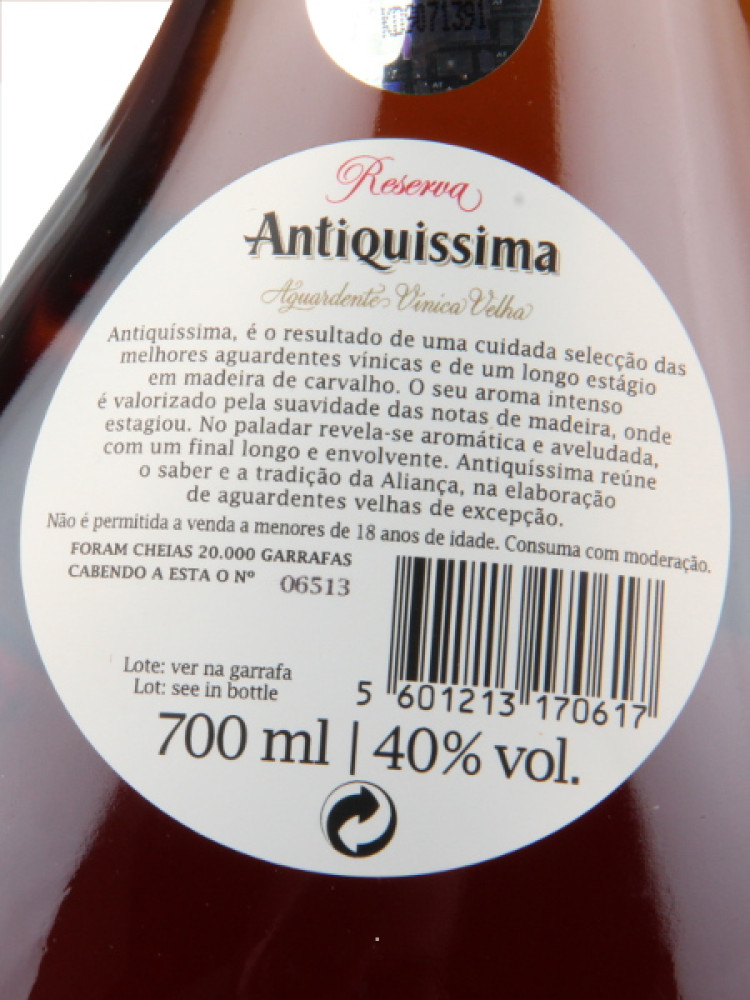 KD9071391
Reserva
Antiquissima
Aguardente Vínica Velha
Antiquíssima, é o resultado de uma cuidada selecção das
melhores aguardentes vínicas e de um longo estágio
em madeira de carvalho. O seu aroma intenso
é valorizado pela suavidade das notas de madeira, onde
estagiou. No paladar revela-se aromática e aveludada,
com um final longo e envolvente. Antiquíssima reúne
o saber e a tradição da Aliança, na elaboração
de aguardentes velhas de excepção.
Não é permitida a venda a menores de 18 anos de idade. Consuma com moderação.
FORAM CHEIAS 20.000 GARRAFAS
CABENDO A ESTA O Nº 06513
Lote: ver na garrafa
Lot: see in bottle
5 601213 170617
700 ml | 40% vol.